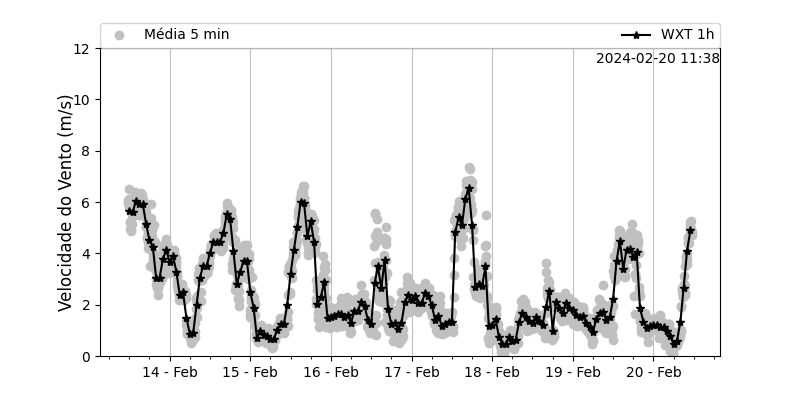 Média 5 min
WXT 1h
2024-02-20 11:38
Velocidade do Vento (m/s)
12
10
8
6
4
2
0
14 - Feb
15 - Feb
16 - Feb
17 - Feb
18 - Feb
19 - Feb
20 - Feb